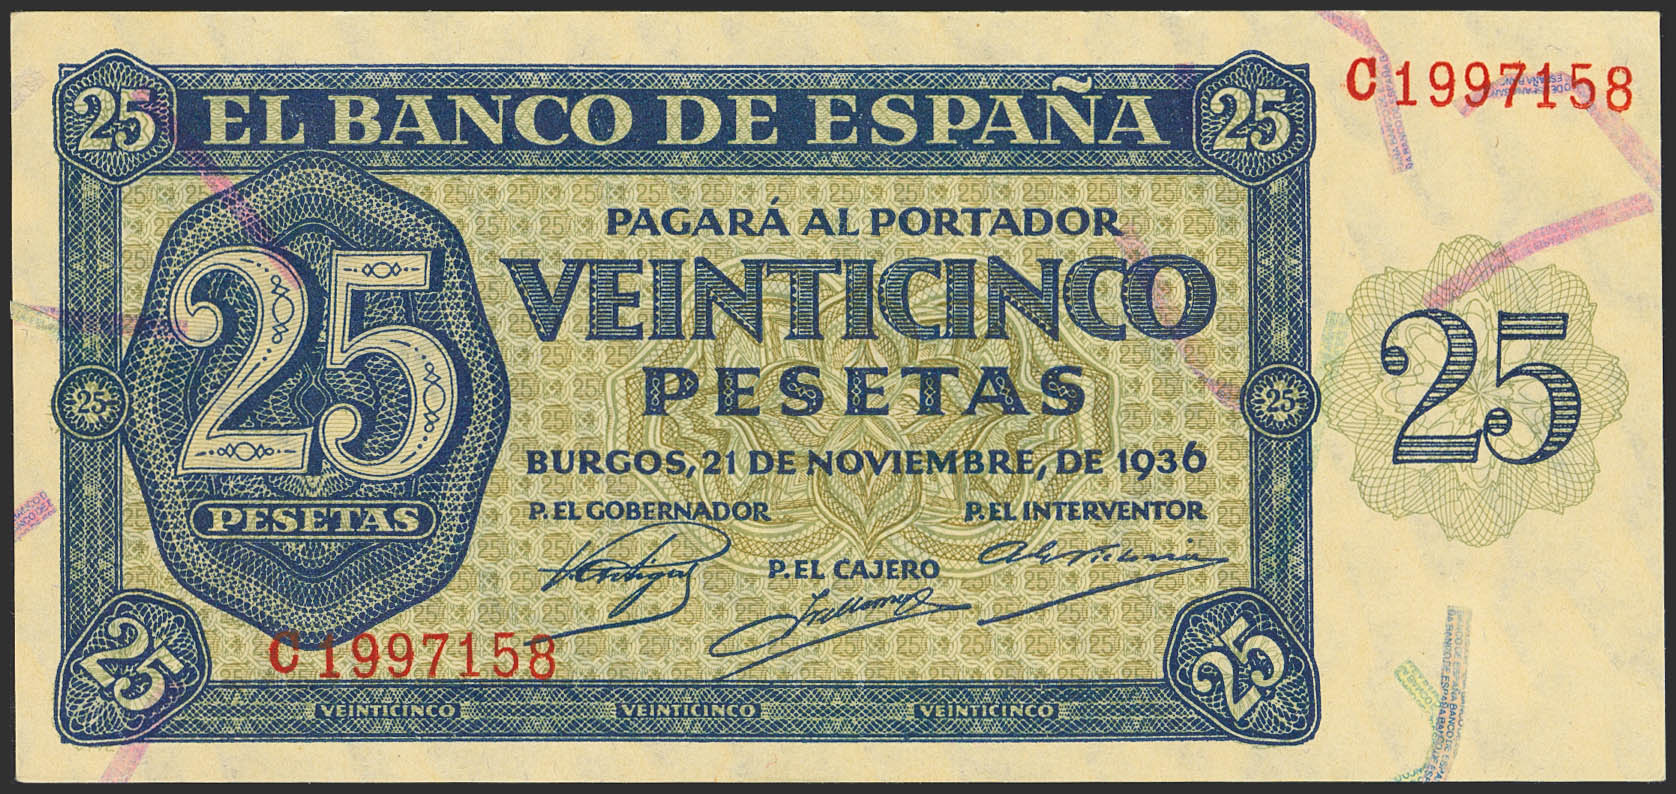 25 EL BANCO DE ESPAÑA 25
C1997158
PAGARÁ AL PORTADOR
VEINTICINCO
PESETAS
25
25
25
25
BURGOS, 21 DE NOVIEMBRE, DE 1936
PESETAS
P. EL GOBERNADOR
P. EL INTERVENTOR
P. EL CAJERO
C1997158
25
25
VEINTICINCO VEINTICINCO VEINTICINCO